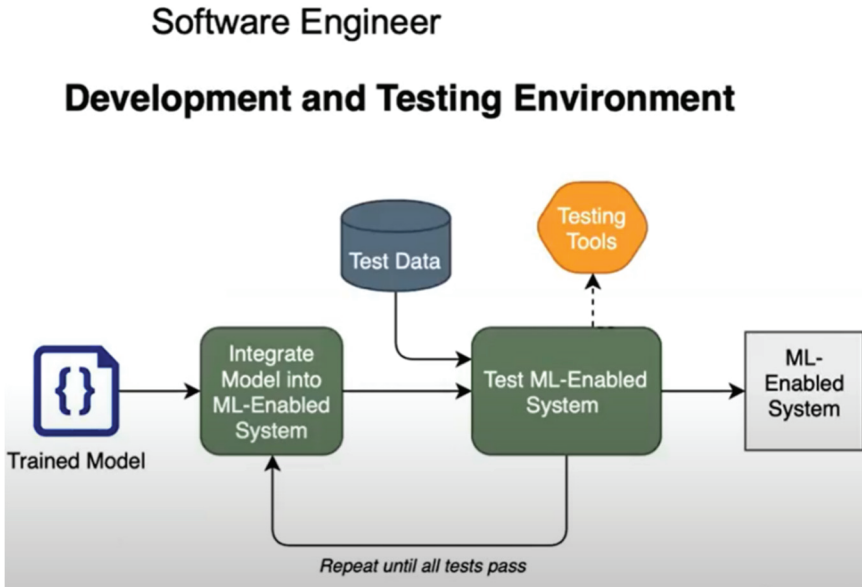 Software Engineer
Development and Testing Environment
Testing
Tools
Test Data
Integrate
Model into
ML-Enabled
System
Test ML-Enabled
System
ML-
Enabled
System
{}
Trained Model
Repeat until all tests pass